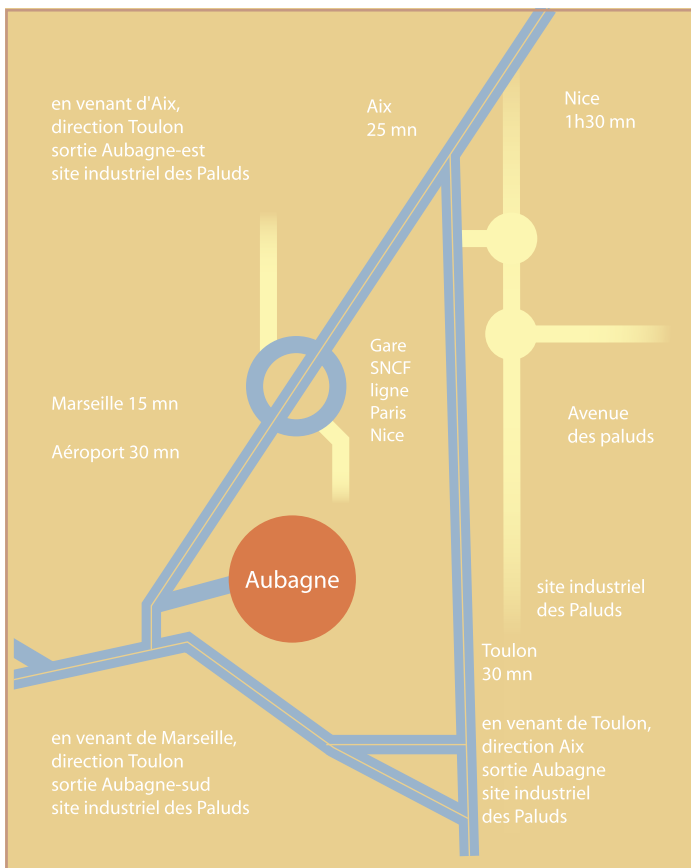 en venant d'Aix,
direction Toulon
sortie Aubagne-est
site industriel des Paluds
Aix
25 mn
Nice
1h30 mn
Gare
SNCF
ligne
Paris
Nice
Marseille 15 mn
Aéroport 30 mn
Avenue
des paluds
Aubagne
site industriel
des Paluds
Toulon
30 mn
en venant de Marseille,
direction Toulon
sortie Aubagne-sud
site industriel des Paluds
en venant de Toulon,
direction Aix
sortie Aubagne
site industriel
des Paluds